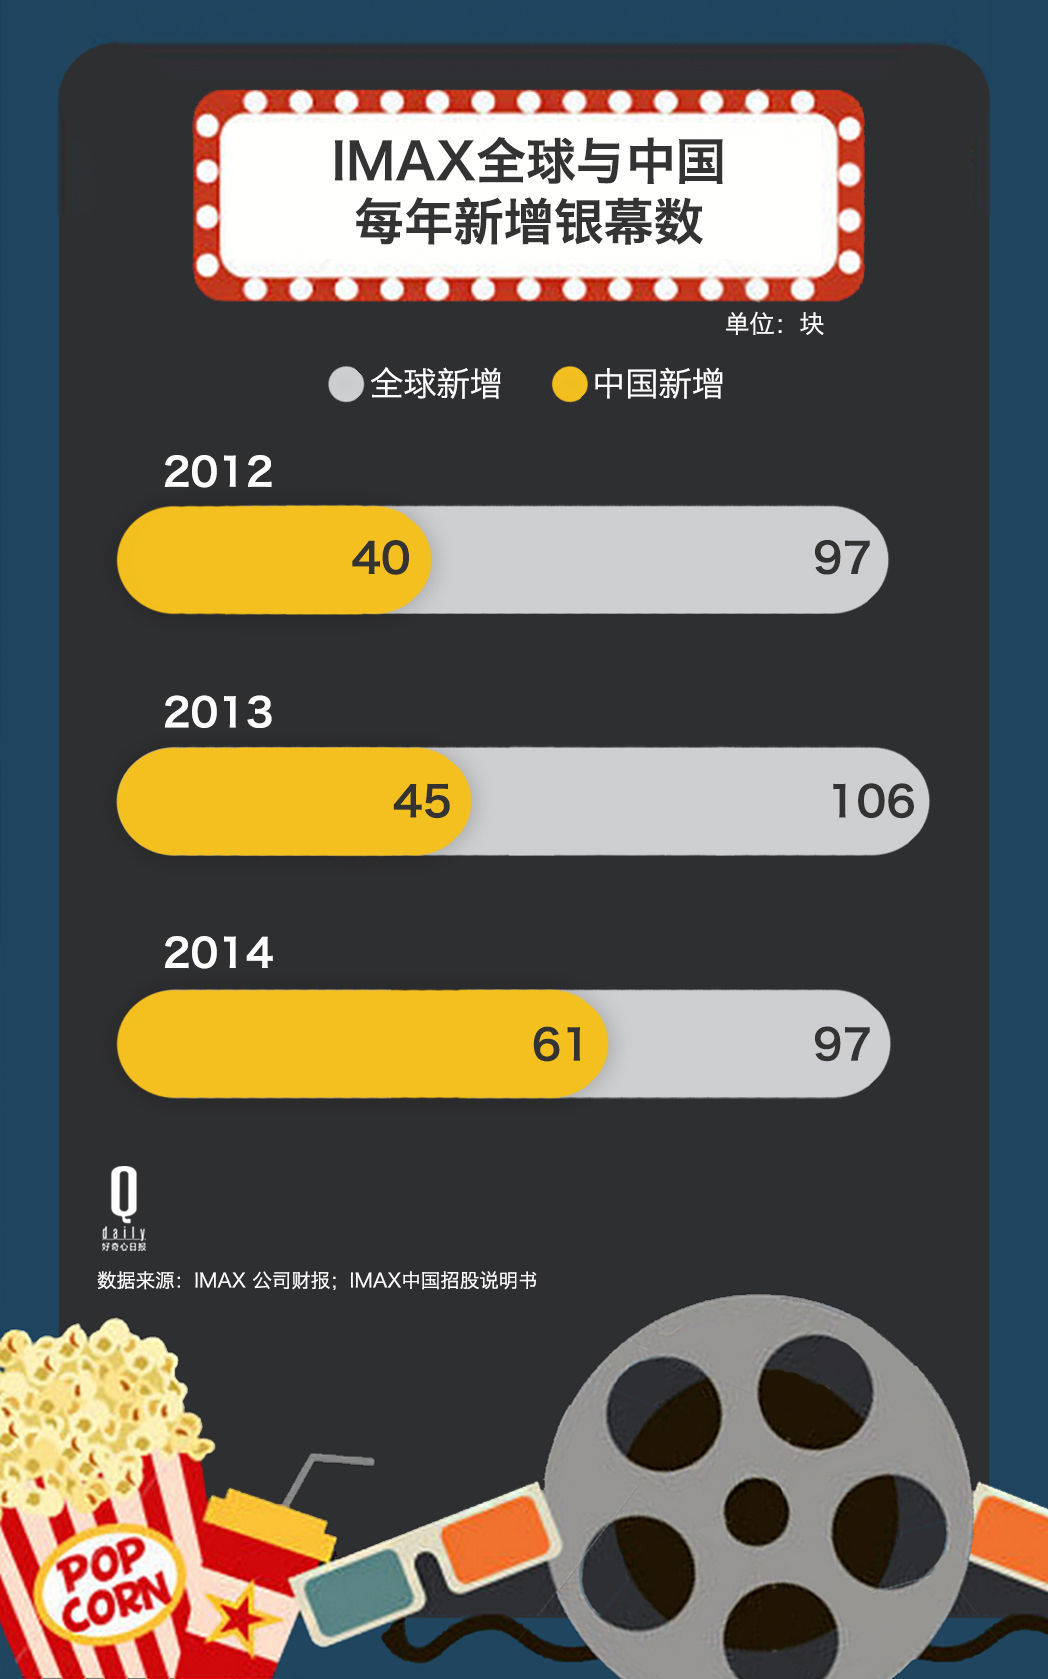 IMAX全球与中国
每年新增银幕数
单位：块
全球新增 中国新增
2012
40 97
2013
45 106
2014
61 97
Q
daily
好奇心日报
数据来源：IMAX 公司财报；IMAX中国招股说明书
POP
CORN